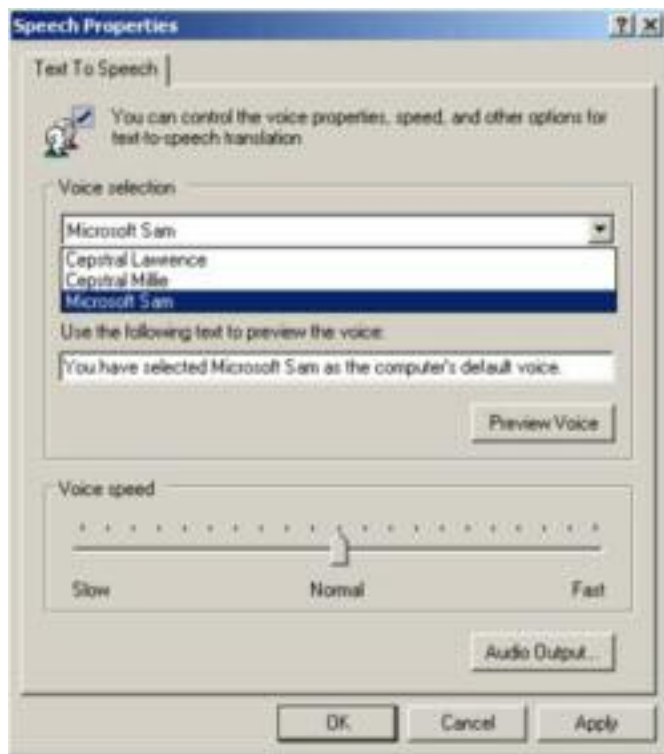 Speech Properties
Text To Speech
You can control the voice properties, speed, and other options for
text-to-speech translation
Voice selection
Microsoft Sam
Cepstral Lawrence
Cepstral Millie
Microsoft Sam
Use the following text to preview the voice:
You have selected Microsoft Sam as the computer's default voice.
Preview Voice
Voice speed
Slow Normal Fast
Audio Output...
OK Cancel Apply